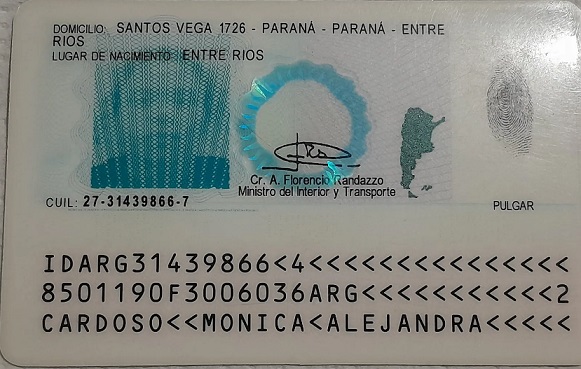 DOMICILIO: SANTOS VEGA 1726 - PARANÁ - PARANÁ - ENTRE
RIOS
LUGAR DE NACIMIENTO: ENTRE RIOS
Cr. A. Florencio Randazzo
Ministro del Interior y Transporte
CUIL: 27-31439866-7
PULGAR
IDARG31439866<4<<<<<<<<<<<<<<<
8501190F3006036ARG<<<<<<<<<<<2
CARDOSO<<MONICA<ALEJANDRA<<<<<